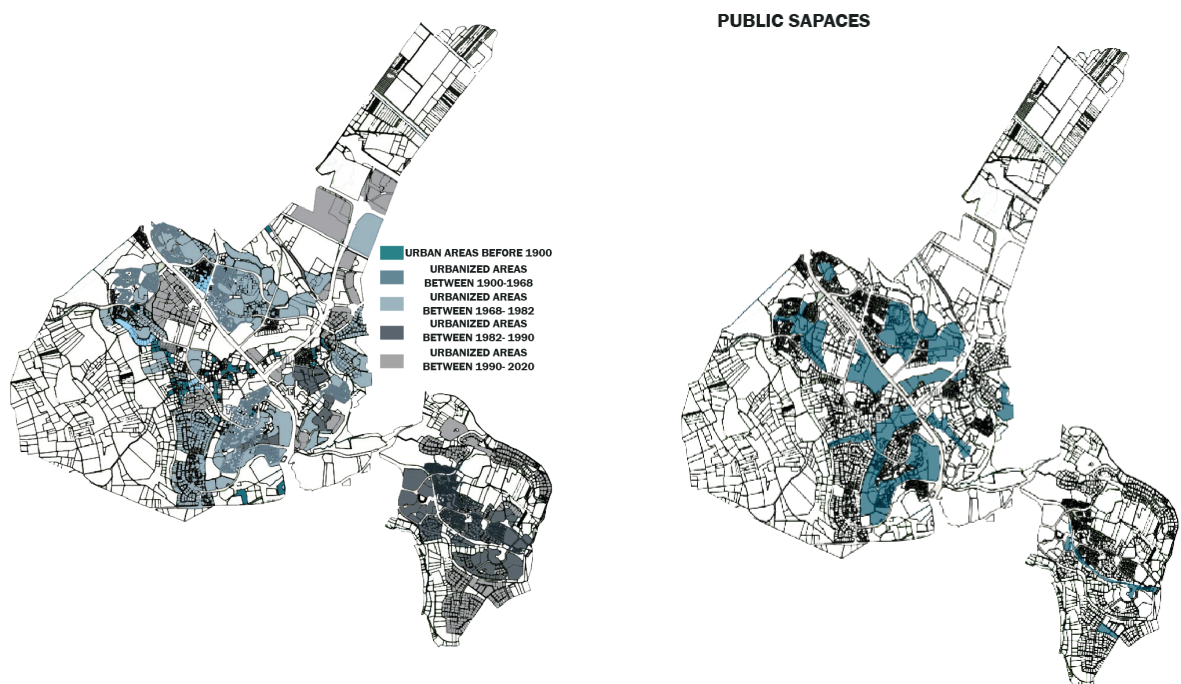 PUBLIC SAPACES
URBAN AREAS BEFORE 1900
URBANIZED AREAS
BETWEEN 1900-1968
URBANIZED AREAS
BETWEEN 1968- 1982
URBANIZED AREAS
BETWEEN 1982- 1990
URBANIZED AREAS
BETWEEN 1990- 2020